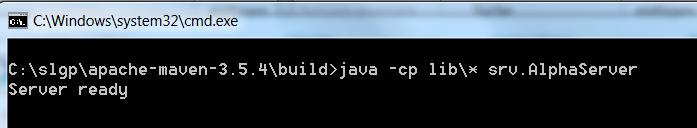 C:\Windows\system32\cmd.exe
C:\slgp\apache-maven-3.5.4\build>java -cp lib\* srv.AlphaServer
Server ready